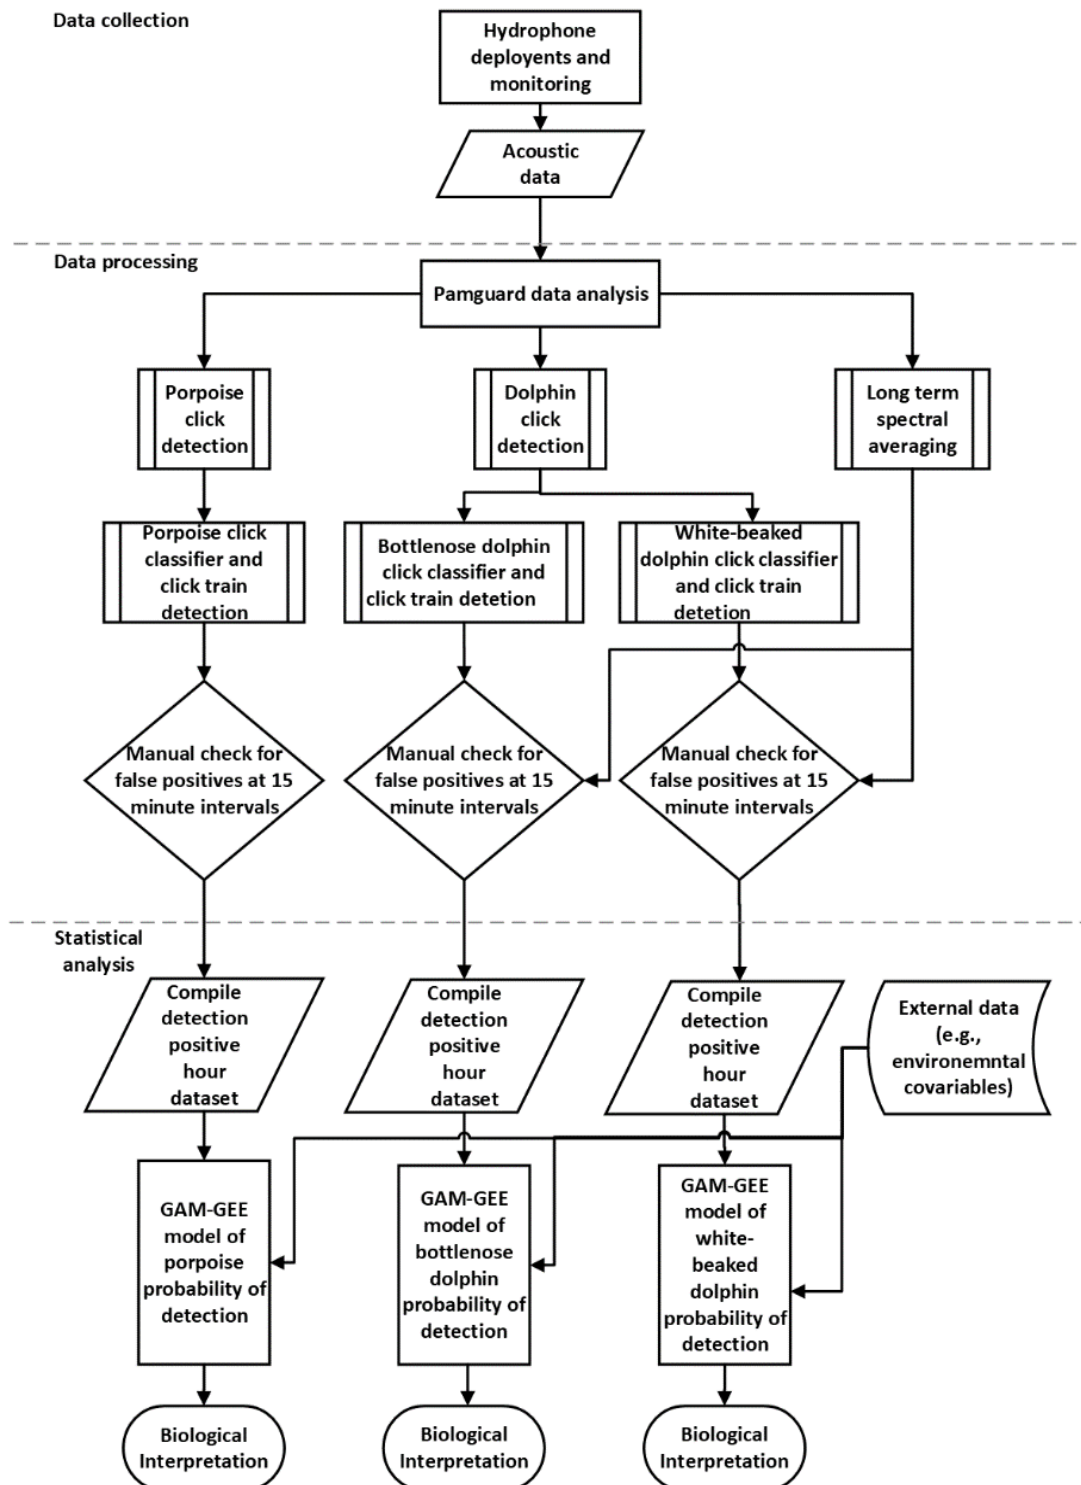 Data collection
Hydrophone
deployents and
monitoring
Acoustic
data
Data processing
Pamguard data analysis
Porpoise
click
detection
Dolphin
click
detection
Long term
spectral
averaging
Porpoise click
classifier and
click train
detection
Bottlenose dolphin
click classifier and
click train detetion
White-beaked
dolphin click classifier
and click train
detetion
Manual check for
false positives at 15
minute intervals
Manual check for
false positives at 15
minute intervals
Manual check for
false positives at 15
minute intervals
Statistical
analysis
Compile
detection
positive
hour
dataset
Compile
detection
positive
hour
dataset
Compile
detection
positive
hour
dataset
External data
(e.g.,
environemntal
covariables)
GAM-GEE
model of
porpoise
probability of
detection
GAM-GEE
model of
bottlenose
dolphin
probability of
detection
GAM-GEE
model of
white-
beaked
dolphin
probability of
detection
Biological
Interpretation
Biological
Interpretation
Biological
Interpretation